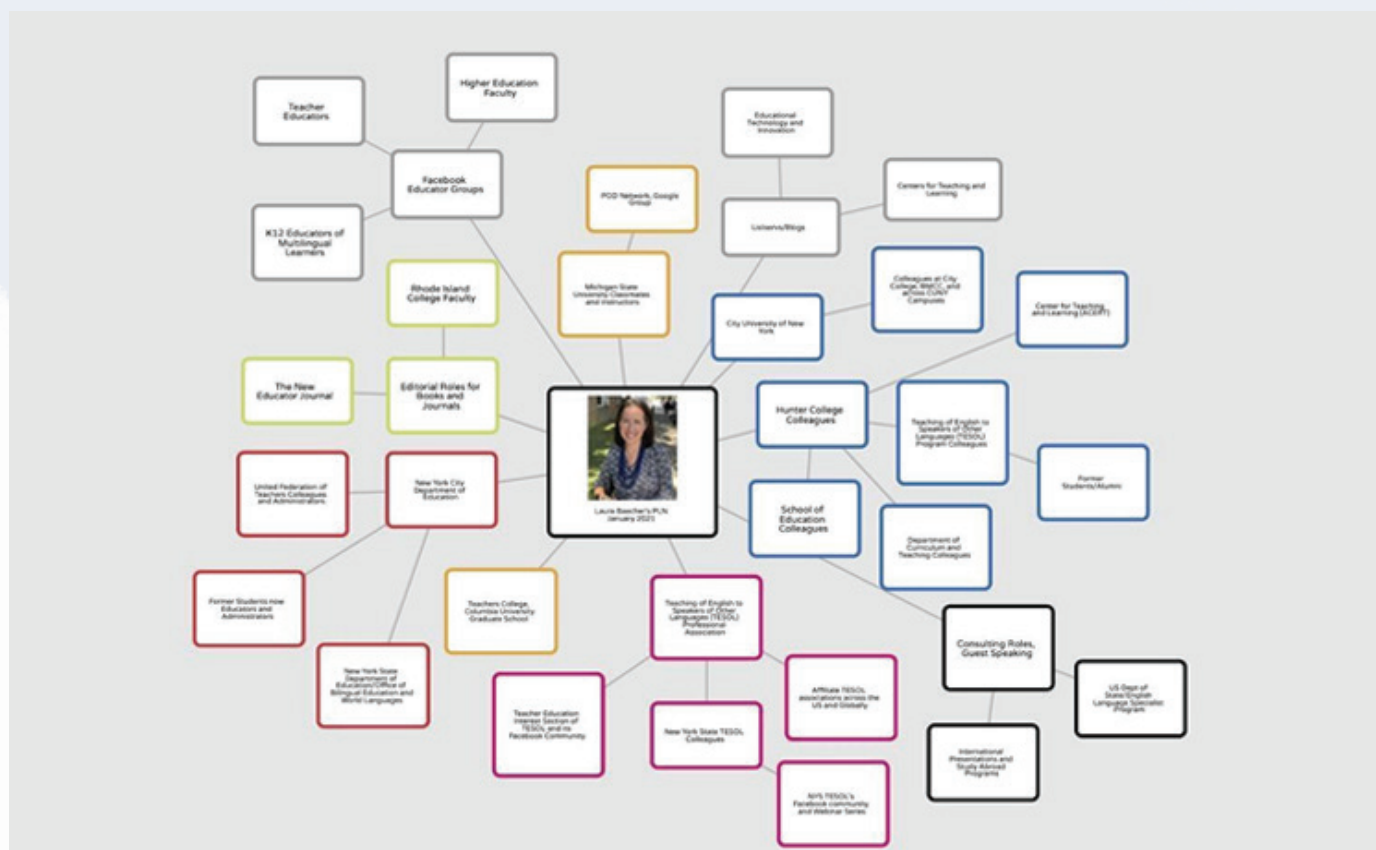 Higher Education
Faculty
Teacher
Educators
Facebook
Educator Groups
K12 Educators of
Multilingual
Learners
Educational
Technology and
Innovation
Centers for Teaching and
Learning
Listservs/Blogs
POD Network, Google
Group
Michigan State
University Classmates
and Instructors
Rhode Island
College Faculty
The New
Educator Journal
Editorial Roles for
Books and
Journals
City University of New
York
Colleagues at City
College, BMCC, and
across CUNY
Campuses
Center for Teaching
and Learning (ACERT)
Hunter College
Colleagues
Teaching of English to
Speakers of Other
Languages (TESOL)
Program Colleagues
Former
Students/Alumni
School of
Education
Colleagues
Department of
Curriculum and
Teaching Colleagues
Laura Baecher's PLN
January 2021
United Federation of
Teachers Colleagues
and Administrators
New York City
Department of
Education
Former Students now
Educators and
Administrators
New York State
Department of
Education/Office of
Bilingual Education and
World Languages
Teachers College,
Columbia University
Graduate School
Teaching of English to
Speakers of Other
Languages (TESOL)
Professional
Association
Teacher Education
Interest Section of
TESOL and its
Facebook Community
New York State TESOL
Colleagues
Affiliate TESOL
associations across the
US and Globally
NYS TESOL's
Facebook community
and Webinar Series
Consulting Roles,
Guest Speaking
US Dept of
State/English
Language Specialist
Program
International
Presentations and
Study Abroad
Programs